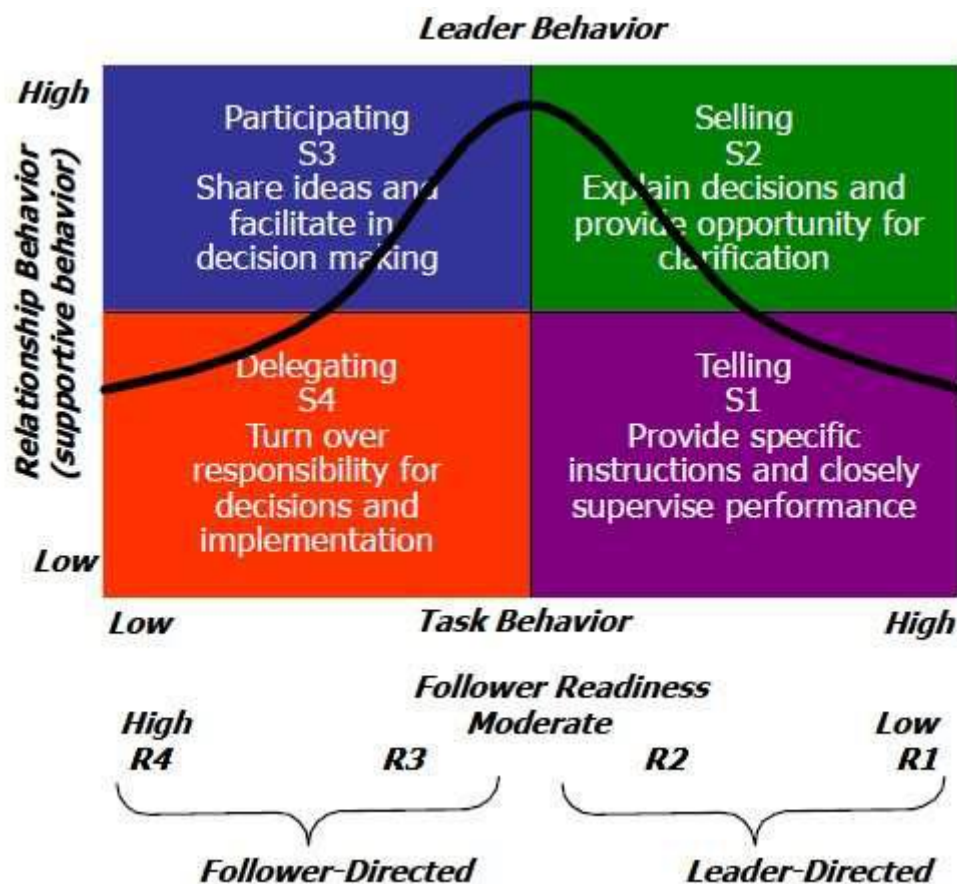 Leader Behavior
High
Relationship Behavior
(supportive behavior)
Low
Participating
S3
Share ideas and
facilitate in
decision making
Selling
S2
Explain decisions and
provide opportunity for
clarification
Delegating
S4
Turn over
responsibility for
decisions and
implementation
Telling
S1
Provide specific
instructions and closely
supervise performance
Low
Task Behavior
High
Follower Readiness
High
Moderate
Low
R4
R3
R2
R1
Follower-Directed
Leader-Directed